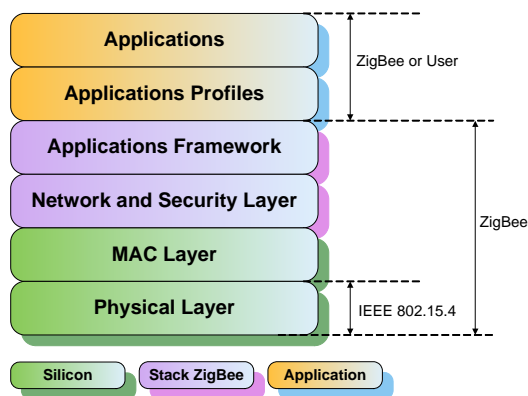 Applications
ZigBee or User
Applications Profiles
Applications Framework
Network and Security Layer
ZigBee
MAC Layer
Physical Layer
IEEE 802.15.4
Silicon
Stack ZigBee
Application